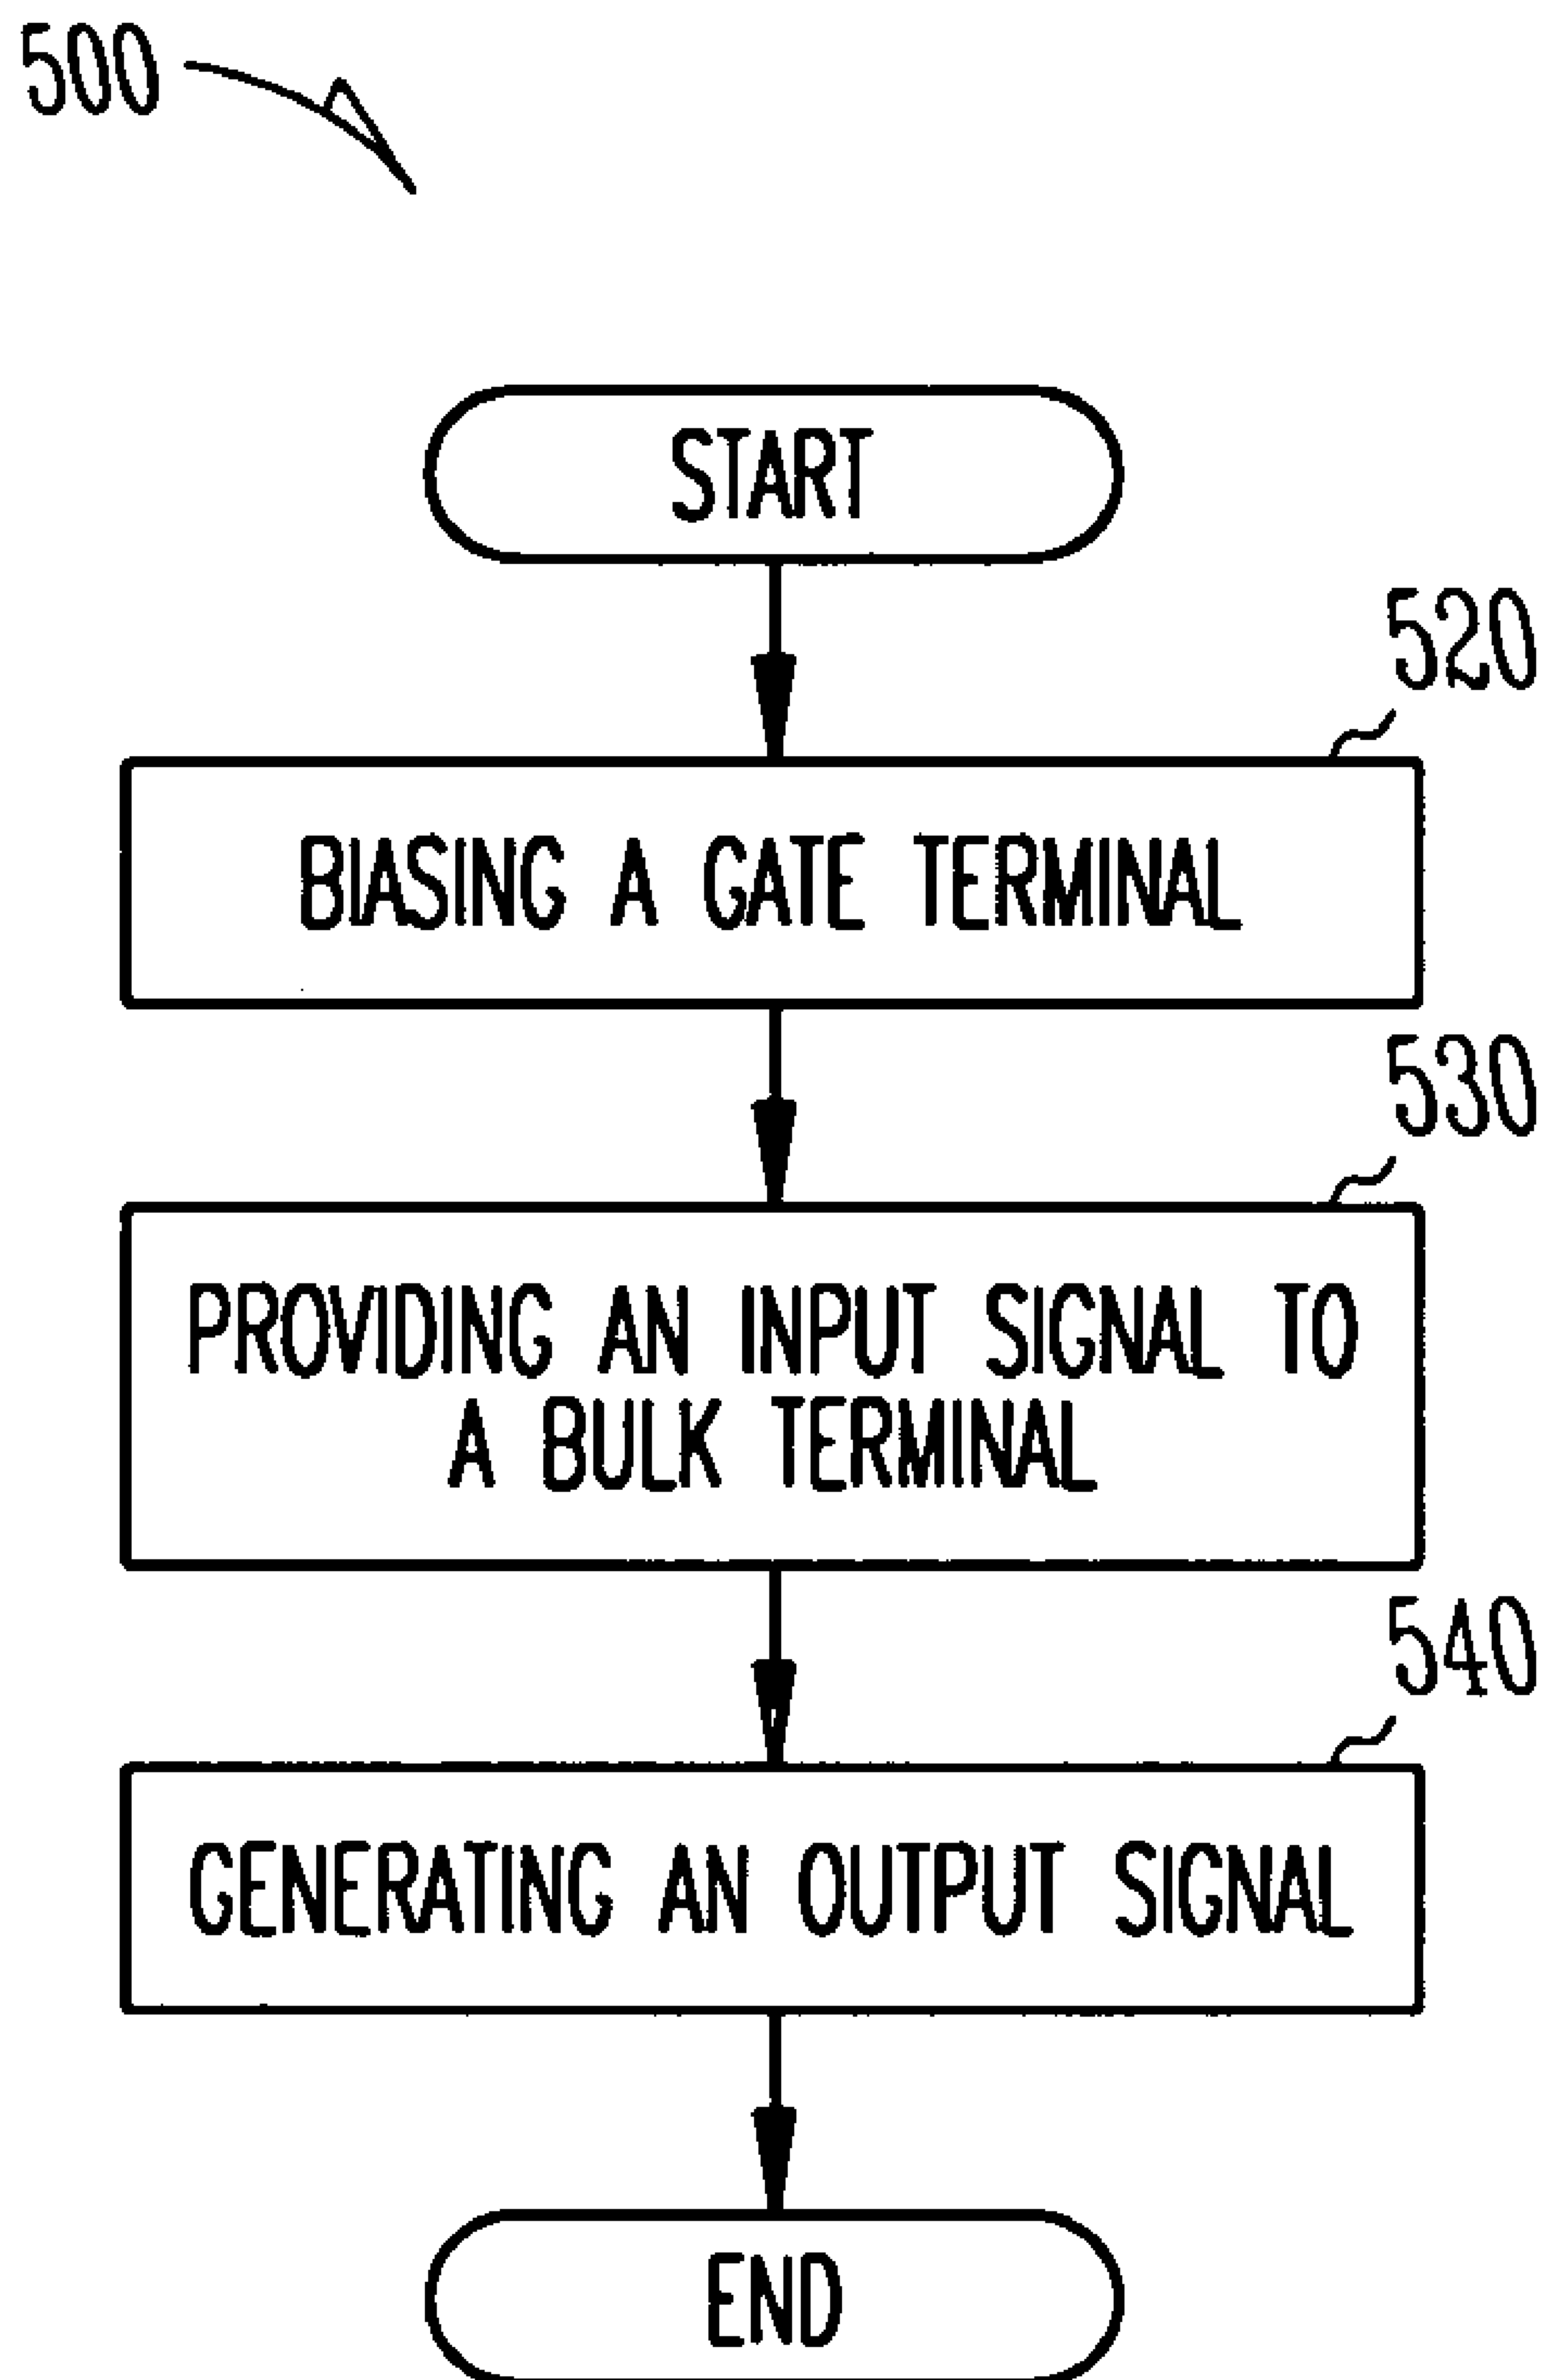 500
START
520
BIASING A GATE TERMINAL
530
PROVIDING AN INPUT SIGNAL TO
A BULK TERMINAL
540
GENERATING AN OUTPUT SIGNAL
END